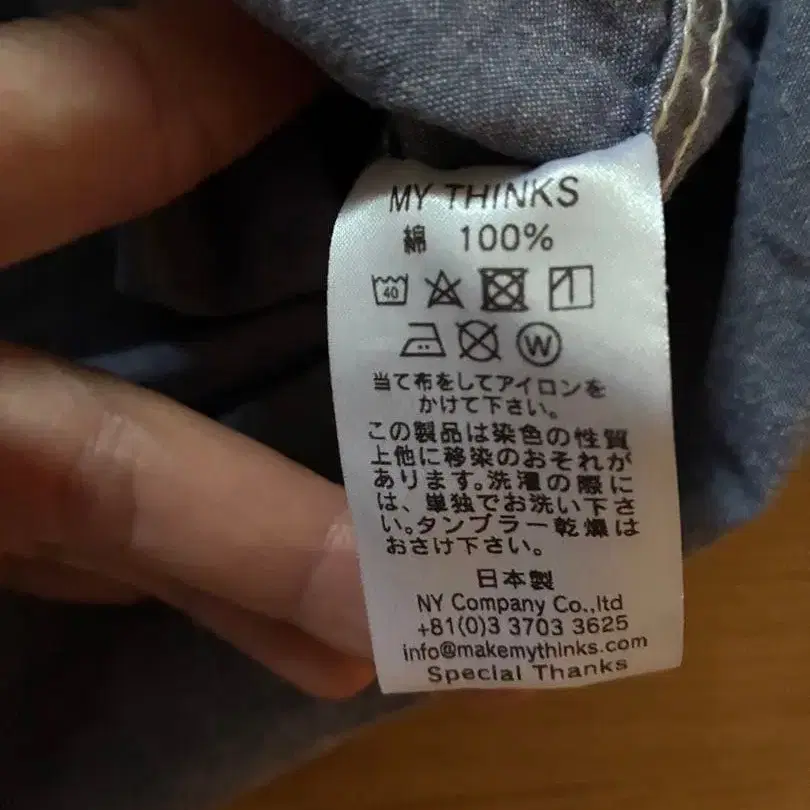 MY THINKS
綿 100%
40
W
当て布をしてアイロンを
かけて下さい。
この製品は染色の性質
上他に移染のおそれが
あります。洗濯の際に
は、単独でお洗い下さ
い。タンブラー乾燥は
おさけ下さい。
日本製
NY Company Co.,ltd
+81(0)3 3703 3625
info@makemythinks.com
Special Thanks